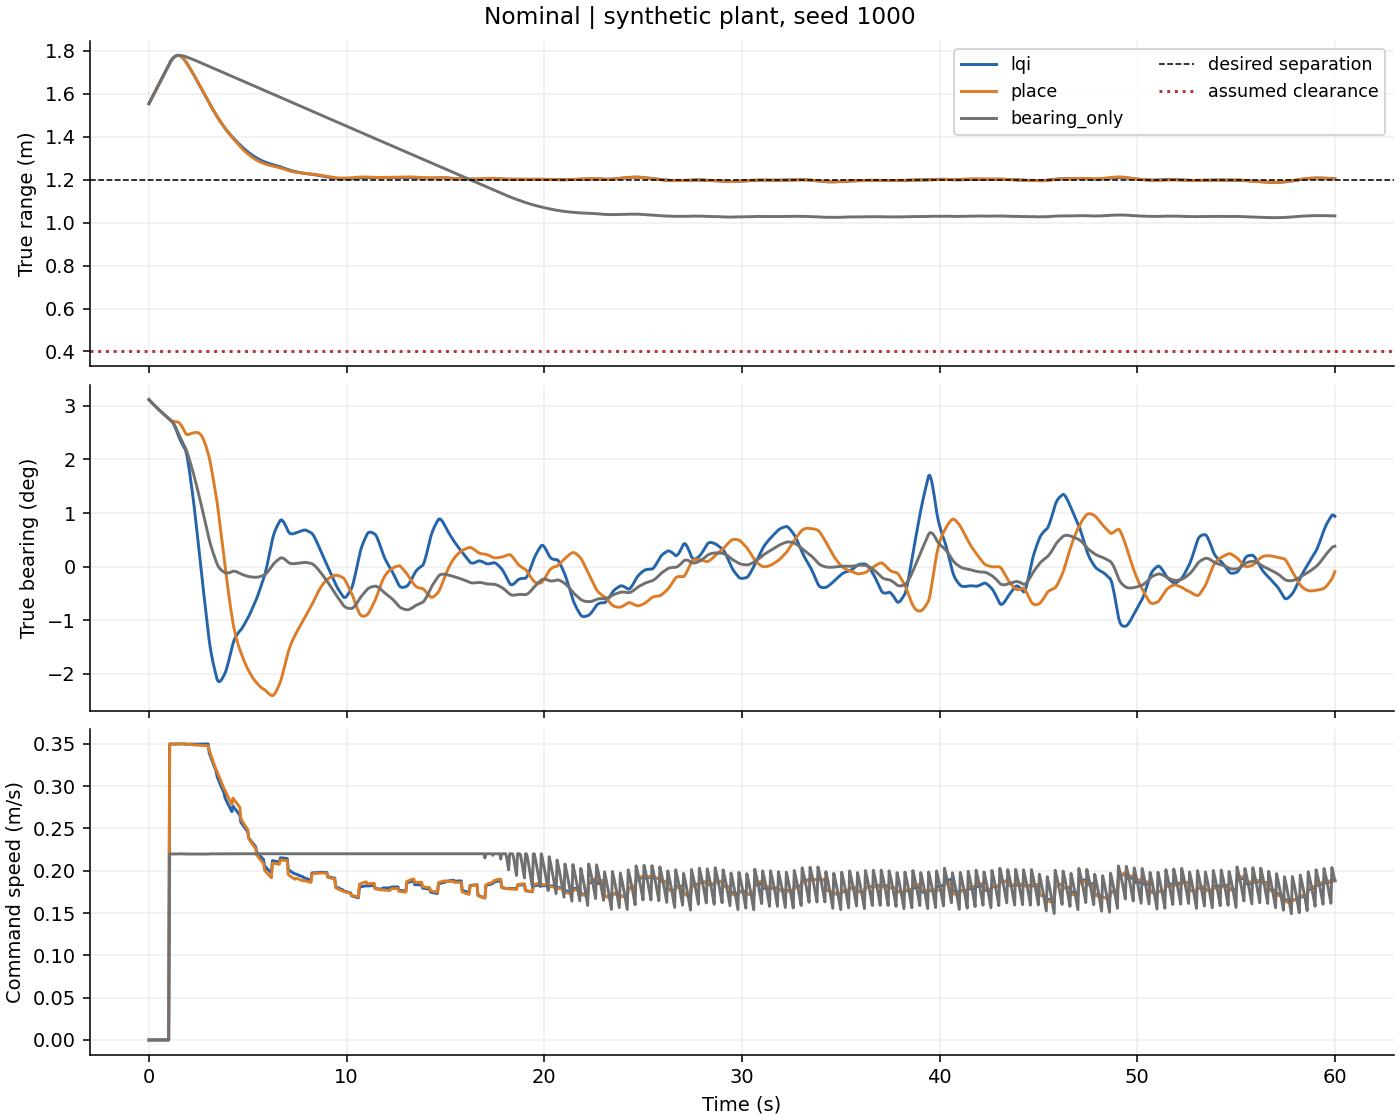 Nominal | synthetic plant, seed 1000
1.8
1.6
1.4
1.2
1.0
0.8
0.6
0.4
True range (m)
lqi
place
bearing_only
desired separation
assumed clearance
3
2
1
0
−1
−2
True bearing (deg)
0.35
0.30
0.25
0.20
0.15
0.10
0.05
0.00
Command speed (m/s)
0 10 20 30 40 50 60
Time (s)